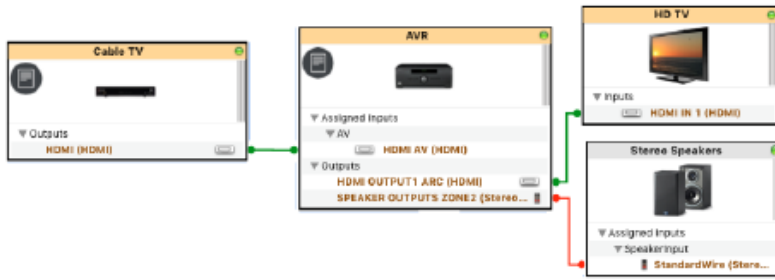 Cable TV
Outputs
HDMI (HDMI)
AVR
Assigned Inputs
AV
HDMI AV (HDMI)
Outputs
HDMI OUTPUT1 ARC (HDMI)
SPEAKER OUTPUTS ZONE2 (Stereo...
HD TV
Inputs
HDMI IN 1 (HDMI)
Stereo Speakers
Assigned Inputs
SpeakerInput
StandardWire (Stere...